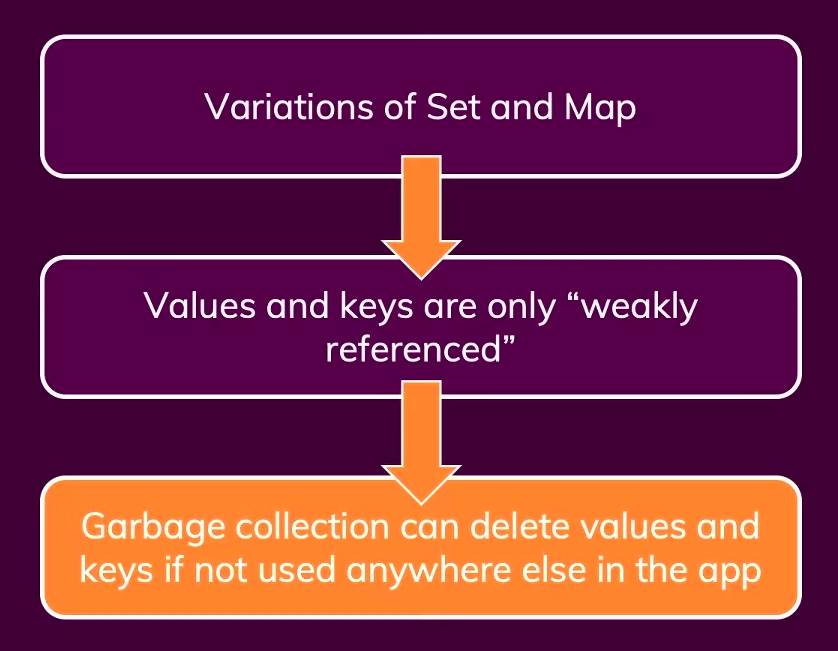 Variations of Set and Map
Values and keys are only “weakly
referenced”
Garbage collection can delete values and
keys if not used anywhere else in the app